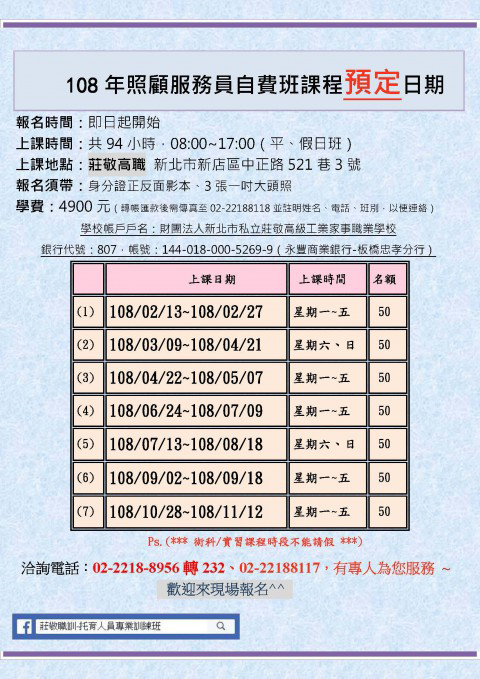 108 年照顧服務員自費班課程預定日期
報名時間：即日起開始
上課時間：共 94 小時，08:00~17:00（平、假日班）
上課地點：莊敬高職 新北市新店區中正路 521 巷 3 號
報名須帶：身分證正反面影本、3 張一吋大頭照
學費：4900 元（轉帳匯款後需傳真至 02-22188118 並註明姓名、電話、班別，以便連絡）
學校帳戶戶名：財團法人新北市私立莊敬高級工業家事職業學校
銀行代號：807，帳號：144-018-000-5269-9（永豐商業銀行-板橋忠孝分行）
上課日期 上課時間 名額
(1) 108/02/13~108/02/27 星期一~五 50
(2) 108/03/09~108/04/21 星期六、日 50
(3) 108/04/22~108/05/07 星期一~五 50
(4) 108/06/24~108/07/09 星期一~五 50
(5) 108/07/13~108/08/18 星期六、日 50
(6) 108/09/02~108/09/18 星期一~五 50
(7) 108/10/28~108/11/12 星期一~五 50
Ps.(*** 術科/實習課程時段不能請假 ***)
洽詢電話：02-2218-8956 轉 232、02-22188117，有專人為您服務 ~
歡迎來現場報名^^
莊敬職訓-托育人員專業訓練班